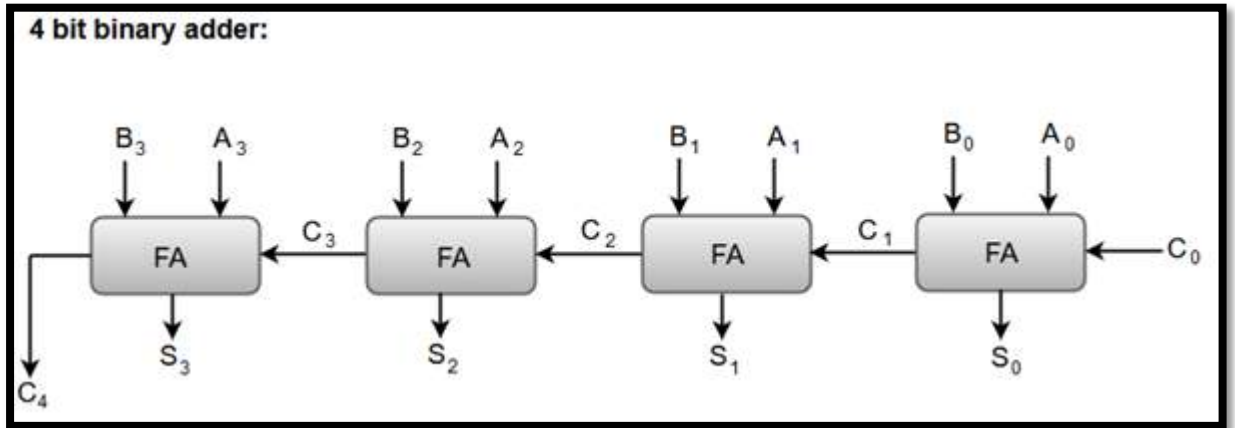 4 bit binary adder:
B₃ A₃ B₂ A₂ B₁ A₁ B₀ A₀
FA C₃ FA C₂ FA C₁ FA C₀
S₃ S₂ S₁ S₀
C₄